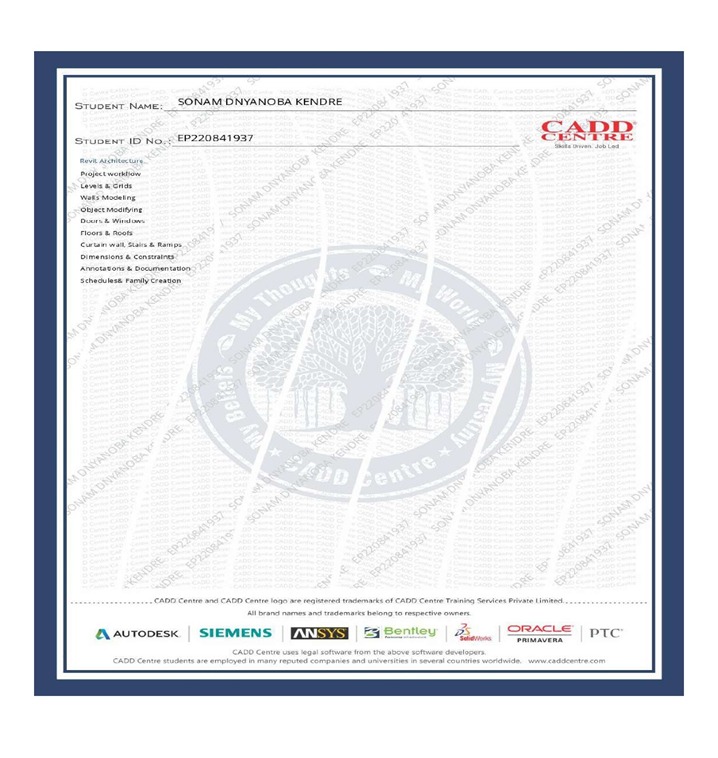 STUDENT NAME: SONAM DNYANOBA KENDRE
STUDENT ID NO.: EP220841937
CADD
CENTRE
Skills Driven. Job Led
Revit Architecture
Project workflow
Levels & Grids
Walls Modeling
Object Modifying
Doors & Windows
Floors & Roofs
Curtain wall, Stairs & Ramps
Dimensions & Constraints
Annotations & Documentation
Schedules& Family Creation
My Beliefs My Thoughts My Words My Destiny
CADD Centre
CADD Centre and CADD Centre logo are registered trademarks of CADD Centre Training Services Private Limited.
All brand names and trademarks belong to respective owners.
AUTODESK SIEMENS ANSYS Bentley SolidWorks ORACLE PRIMAVERA PTC
CADD Centre uses legal software from the above software developers.
CADD Centre students are employed in many reputed companies and universities in several countries worldwide. www.caddcentre.com